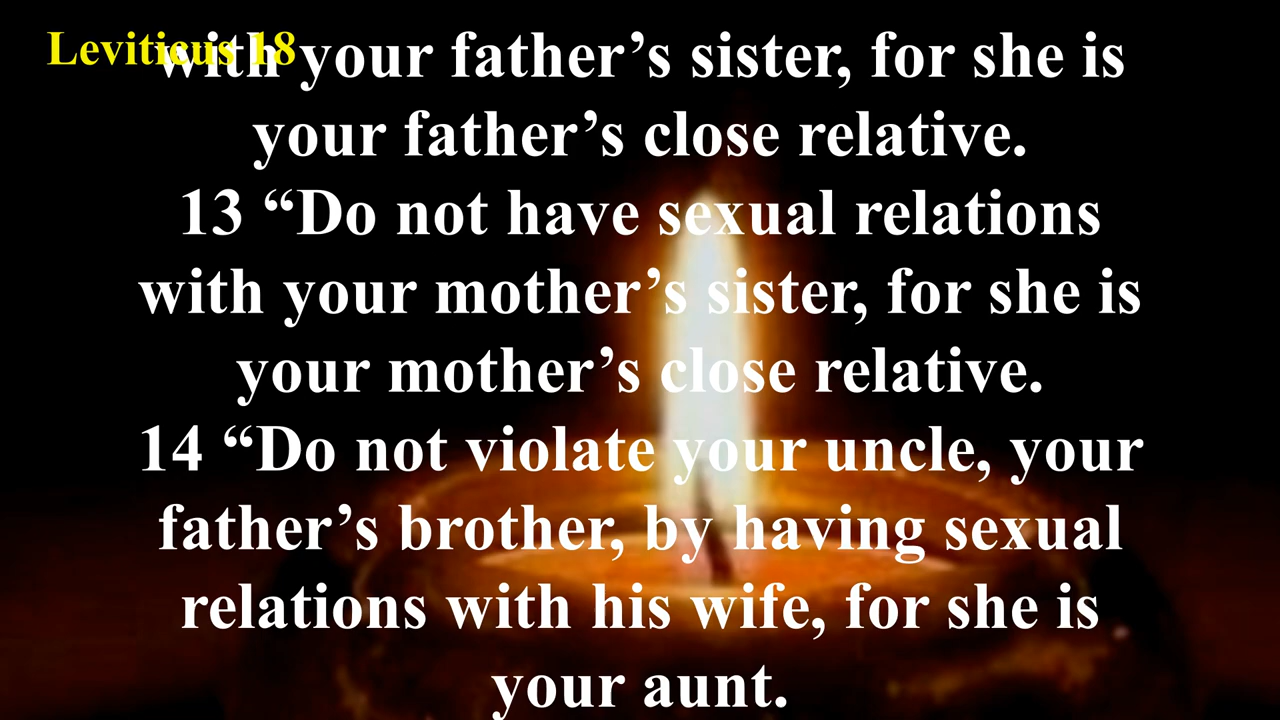 Leviticus 18
with your father’s sister, for she is
your father’s close relative.
13 “Do not have sexual relations
with your mother’s sister, for she is
your mother’s close relative.
14 “Do not violate your uncle, your
father’s brother, by having sexual
relations with his wife, for she is
your aunt.